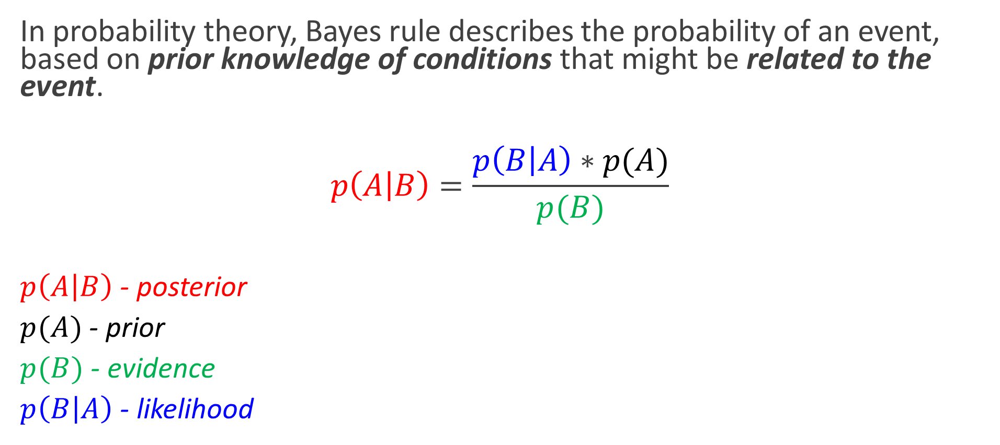 In probability theory, Bayes rule describes the probability of an event,
based on prior knowledge of conditions that might be related to the
event.
p(A|B) = p(B|A) * p(A) / p(B)
p(A|B) - posterior
p(A) - prior
p(B) - evidence
p(B|A) - likelihood